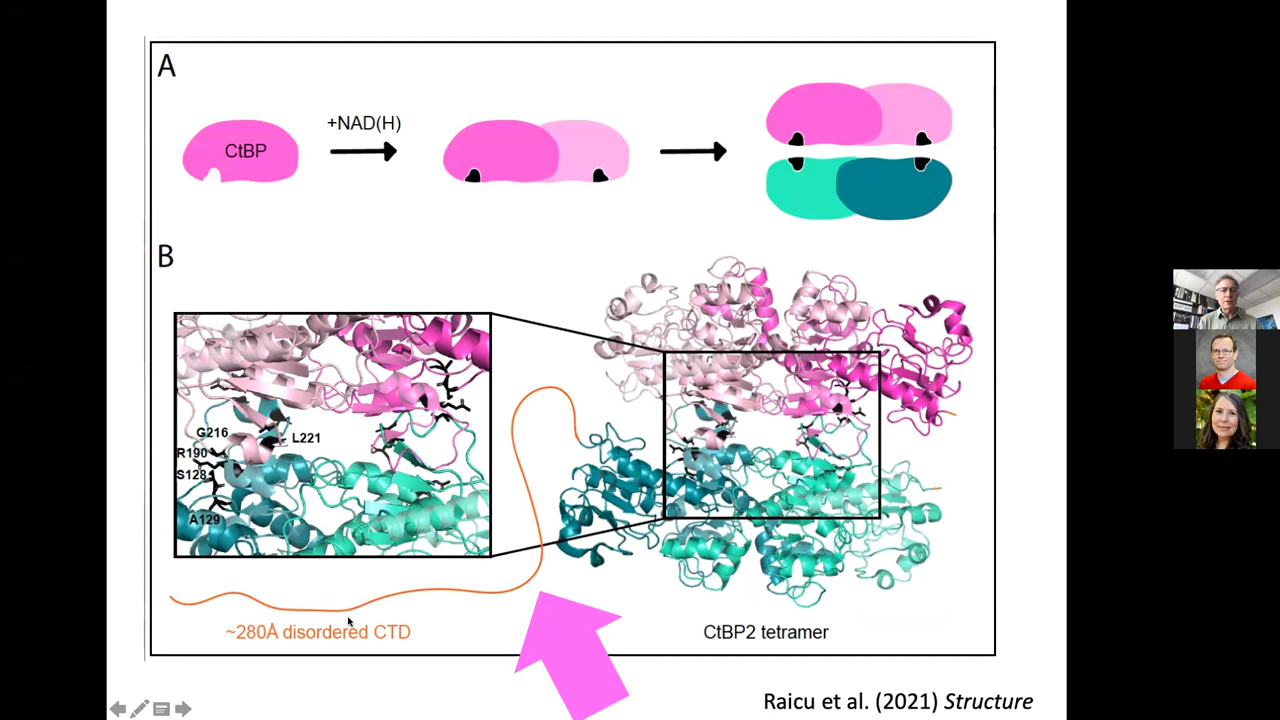 A
CtBP
+NAD(H)
B
G216
L221
R190
S128
A129
~280Å disordered CTD
CtBP2 tetramer
Raicu et al. (2021) Structure